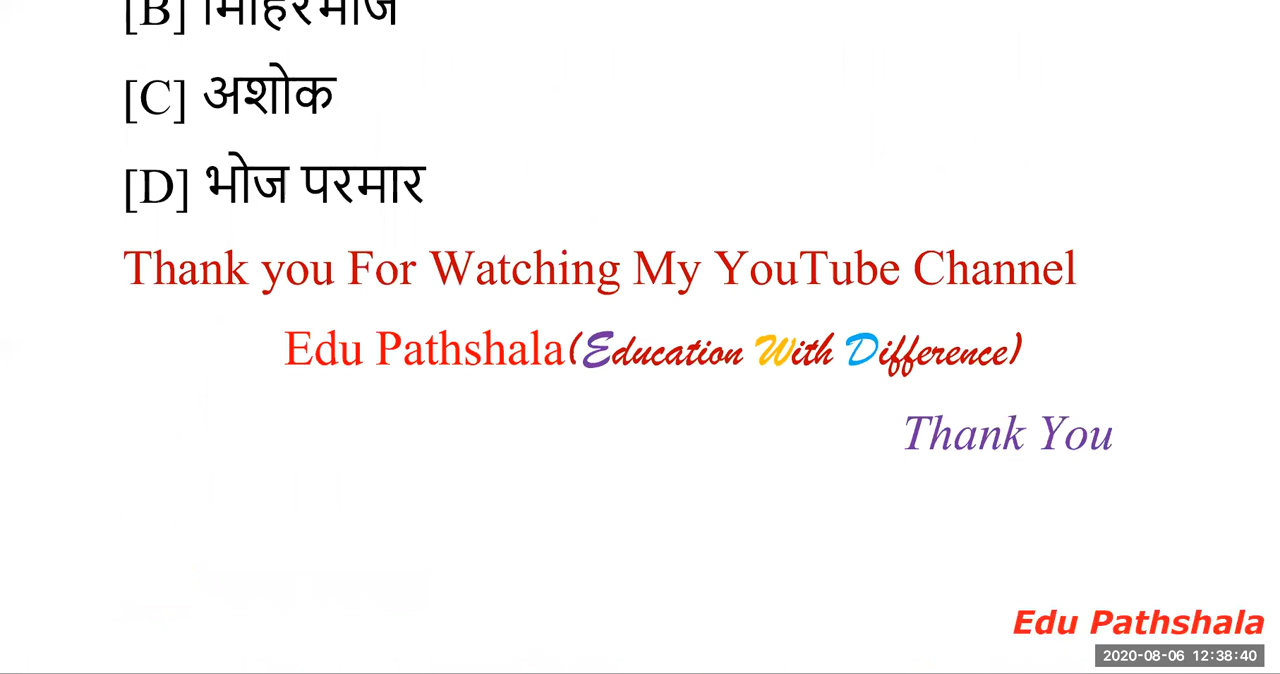 [B] मिहिरभोज
[C] अशोक
[D] भोज परमार
Thank you For Watching My YouTube Channel
Edu Pathshala(Education With Difference)
Thank You
Edu Pathshala
2020-08-06 12:38:40